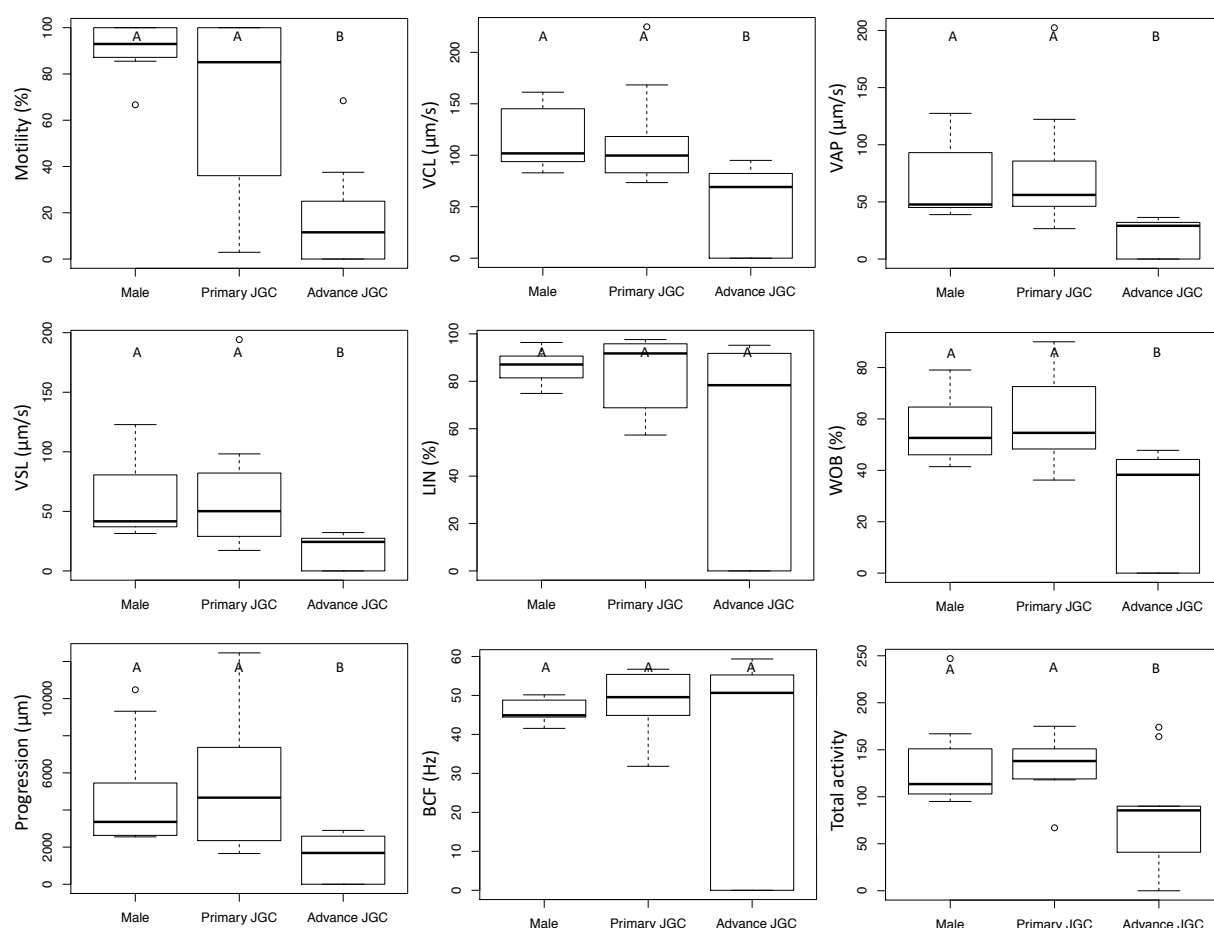 Motility (%)
100
80
60
40
20
0
A A B
Male Primary JGC Advance JGC
VCL (µm/s)
200
150
100
50
0
A A B
Male Primary JGC Advance JGC
VAP (µm/s)
200
150
100
50
0
A A B
Male Primary JGC Advance JGC
VSL (µm/s)
200
150
100
50
0
A A B
Male Primary JGC Advance JGC
LIN (%)
100
80
60
40
20
0
A A A
Male Primary JGC Advance JGC
WOB (%)
80
60
40
20
0
A A B
Male Primary JGC Advance JGC
Progression (µm)
10000
6000
2000
0
A A B
Male Primary JGC Advance JGC
BCF (Hz)
60
50
40
30
20
10
0
A A A
Male Primary JGC Advance JGC
Total activity
250
200
150
100
50
0
A A B
Male Primary JGC Advance JGC